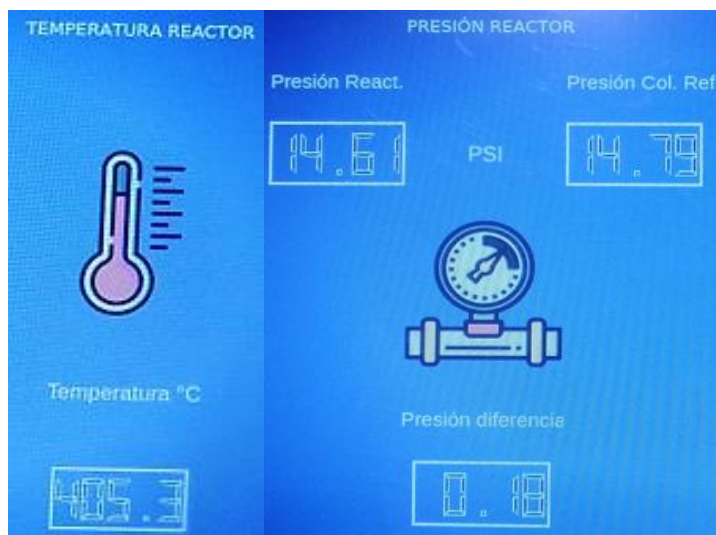 TEMPERATURA REACTOR
Temperatura °C
405.3
PRESIÓN REACTOR
Presión React.
Presión Col. Ref
14.61
PSI
14.79
Presión diferencia
0.18